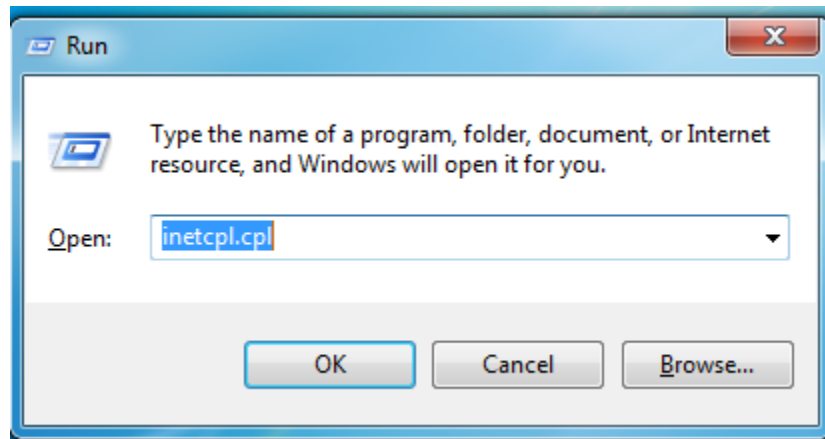 Run
Type the name of a program, folder, document, or Internet
resource, and Windows will open it for you.
Open: inetcpl.cpl
OK Cancel Browse...